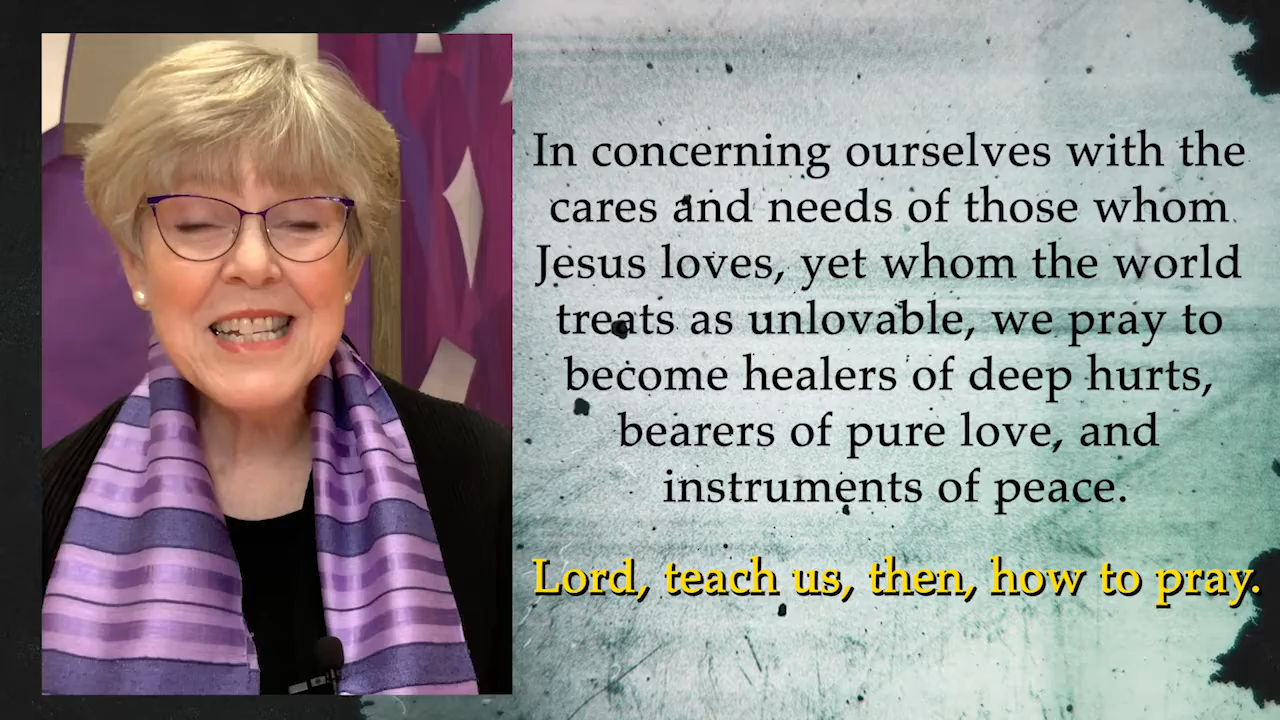 In concerning ourselves with the
cares and needs of those whom
Jesus loves, yet whom the world
treats as unlovable, we pray to
become healers of deep hurts,
bearers of pure love, and
instruments of peace.
Lord, teach us, then, how to pray.